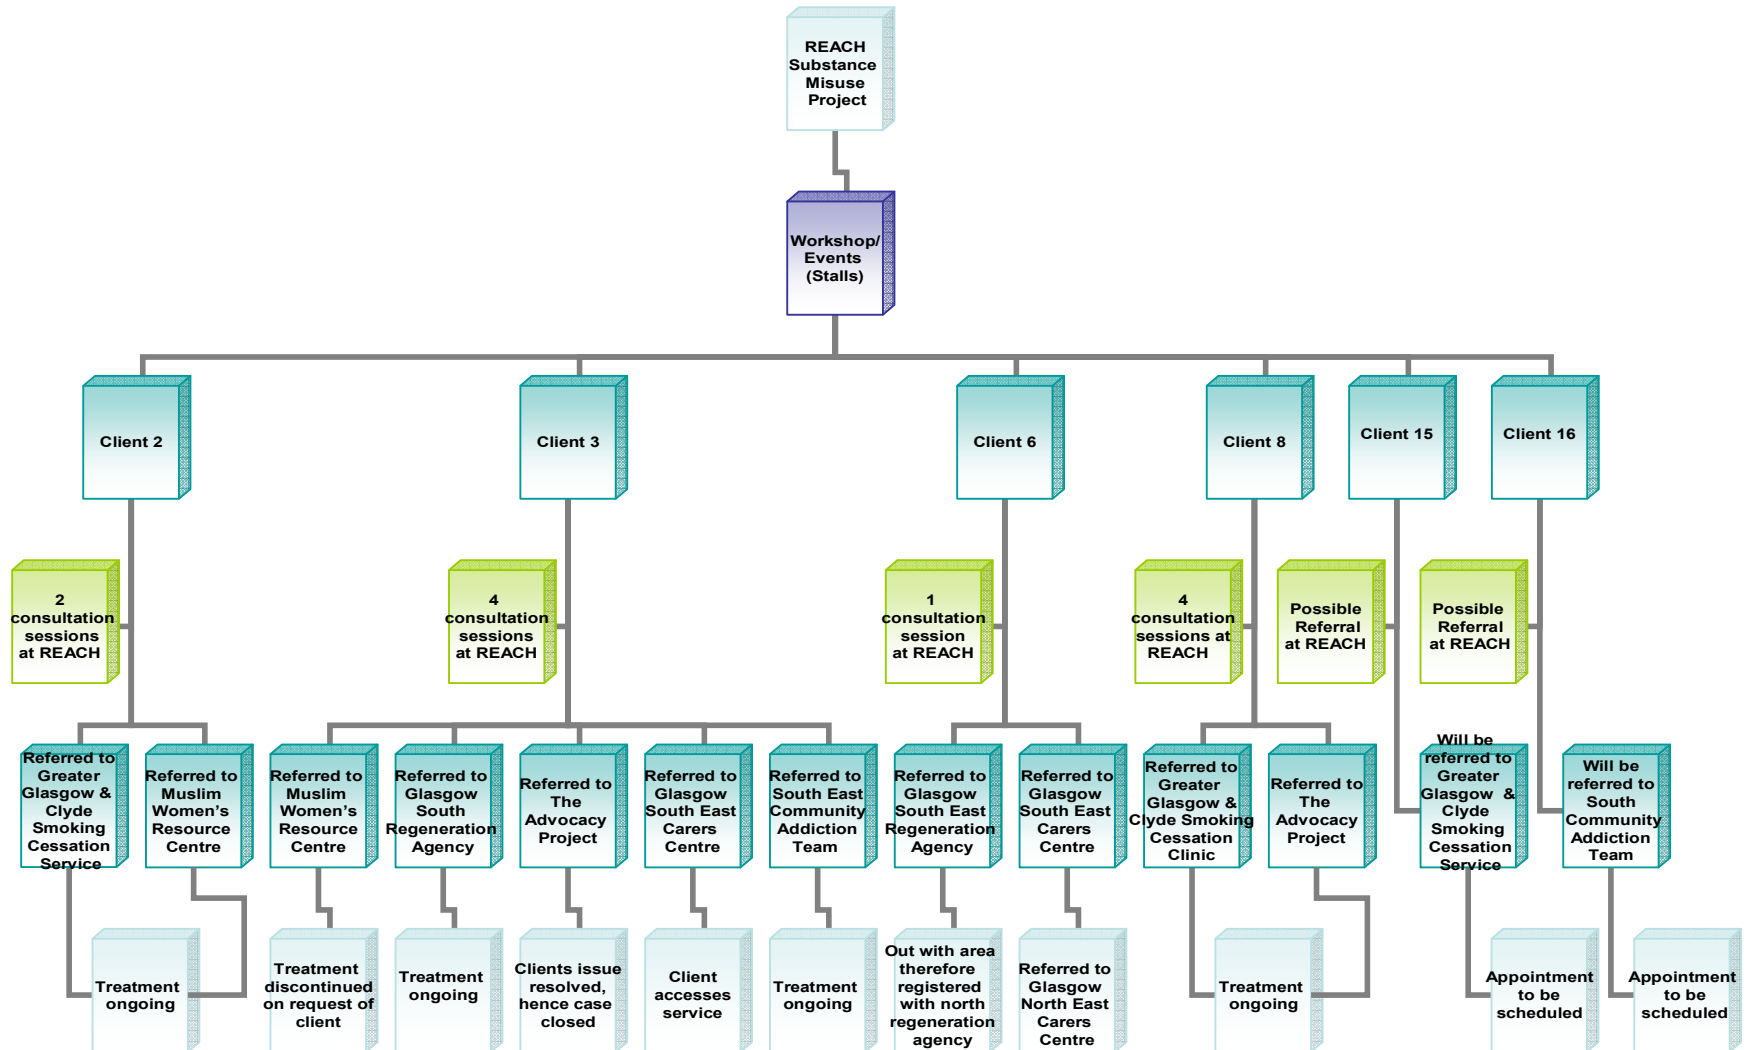 REACH
Substance
Misuse
Project
Workshop/
Events
(Stalls)
Client 2
Client 3
Client 6
Client 8
Client 15
Client 16
2
consultation
sessions
at REACH
4
consultation
sessions
at REACH
1
consultation
session
at REACH
4
consultation
sessions at
REACH
Possible
Referral
at REACH
Possible
Referral
at REACH
Referred to
Greater
Glasgow &
Clyde
Smoking
Cessation
Service
Referred to
Muslim
Women's
Resource
Centre
Referred to
Muslim
Women's
Resource
Centre
Referred to
Glasgow
South
Regeneration
Agency
Referred to
The
Advocacy
Project
Referred to
Glasgow
South East
Carers
Centre
Referred to
South East
Community
Addiction
Team
Referred to
Glasgow
South East
Regeneration
Agency
Referred to
Glasgow
South East
Carers
Centre
Referred to
Greater
Glasgow &
Clyde Smoking
Cessation
Clinic
Referred to
The
Advocacy
Project
Will be
referred to
Greater
Glasgow &
Clyde
Smoking
Cessation
Service
Will be
referred to
South
Community
Addiction
Team
Treatment
ongoing
Treatment
discontinued
on request of
client
Treatment
ongoing
Clients issue
resolved,
hence case
closed
Client
accesses
service
Treatment
ongoing
Out with area
therefore
registered
with north
regeneration
agency
Referred to
Glasgow
North East
Carers
Centre
Treatment
ongoing
Appointment
to be
scheduled
Appointment
to be
scheduled